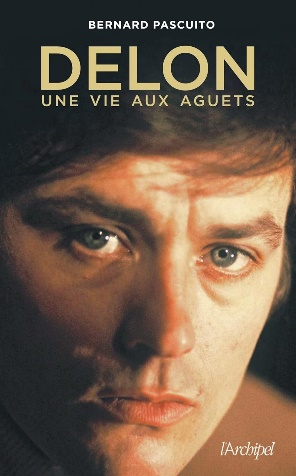 BERNARD PASCUITO
DELON
UNE VIE AUX AGUETS
l'Archipel